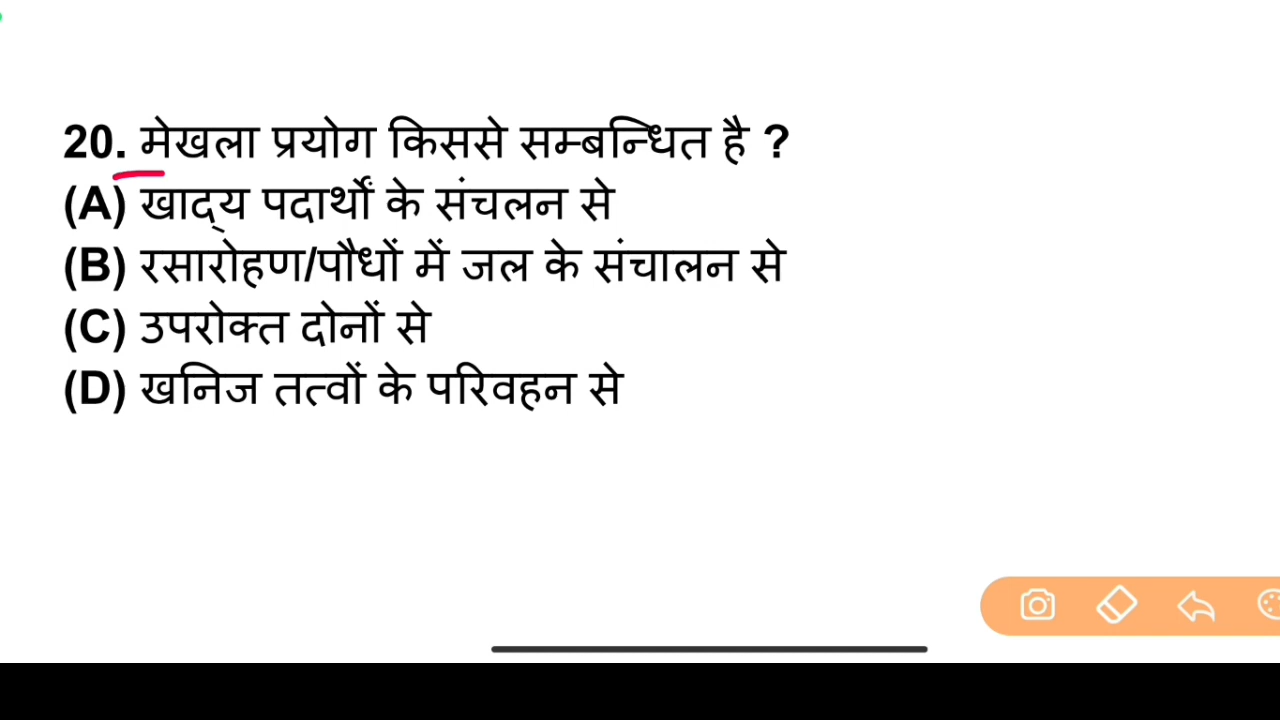 20. मेखला प्रयोग किससे सम्बन्धित है ?
(A) खाद्‌य पदार्थों के संचलन से
(B) रसारोहण/पौधों में जल के संचालन से
(C) उपरोक्त दोनों से
(D) खनिज तत्वों के परिवहन से